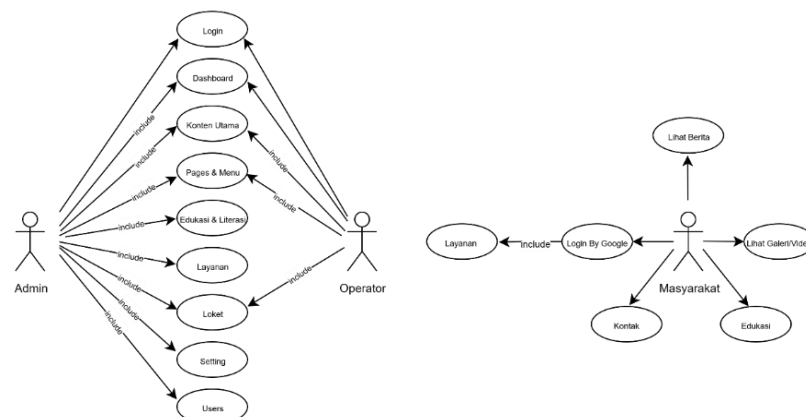 Login
Dashboard
include
Konten Utama
include
include
include
Pages & Menu
include
include
include
Edukasi & Literasi
include
Layanan
include
include
Loket
include
Setting
include
Users
Admin
Operator
Lihat Berita
Layanan
include
Login By Google
Lihat Galeri/Vide
Masyarakat
Kontak
Edukasi